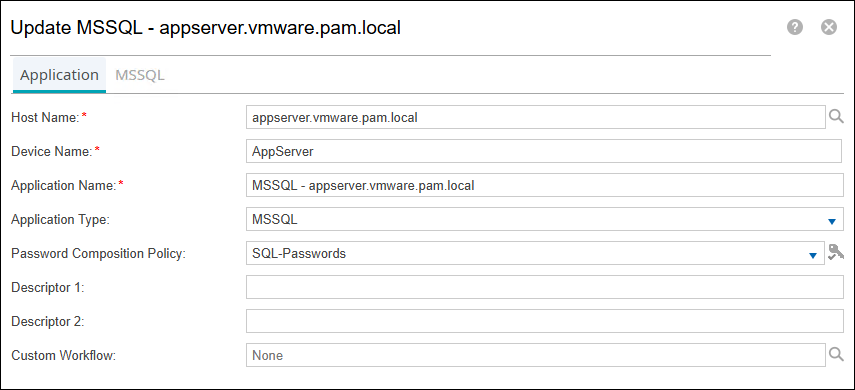 Update MSSQL - appserver.vmware.pam.local ?
Application MSSQL
Host Name:* appserver.vmware.pam.local
Device Name:* AppServer
Application Name:* MSSQL - appserver.vmware.pam.local
Application Type: MSSQL
Password Composition Policy: SQL-Passwords
Descriptor 1:
Descriptor 2:
Custom Workflow: None